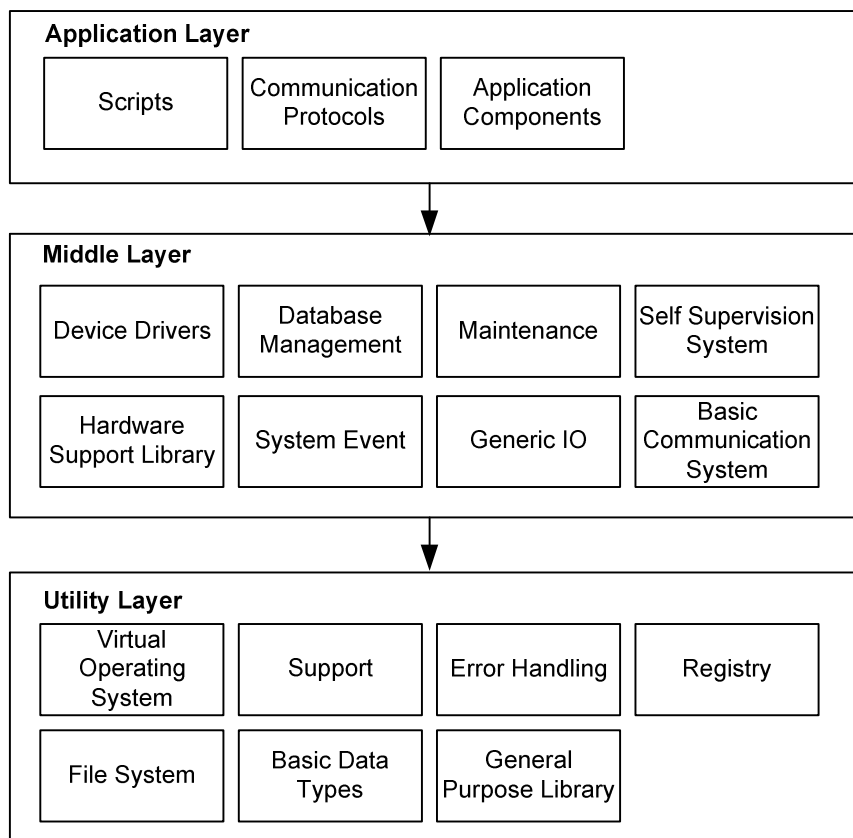 Application Layer
Scripts
Communication
Protocols
Application
Components
Middle Layer
Device Drivers
Database
Management
Maintenance
Self Supervision
System
Hardware
Support Library
System Event
Generic IO
Basic
Communication
System
Utility Layer
Virtual
Operating
System
Support
Error Handling
Registry
File System
Basic Data
Types
General
Purpose Library